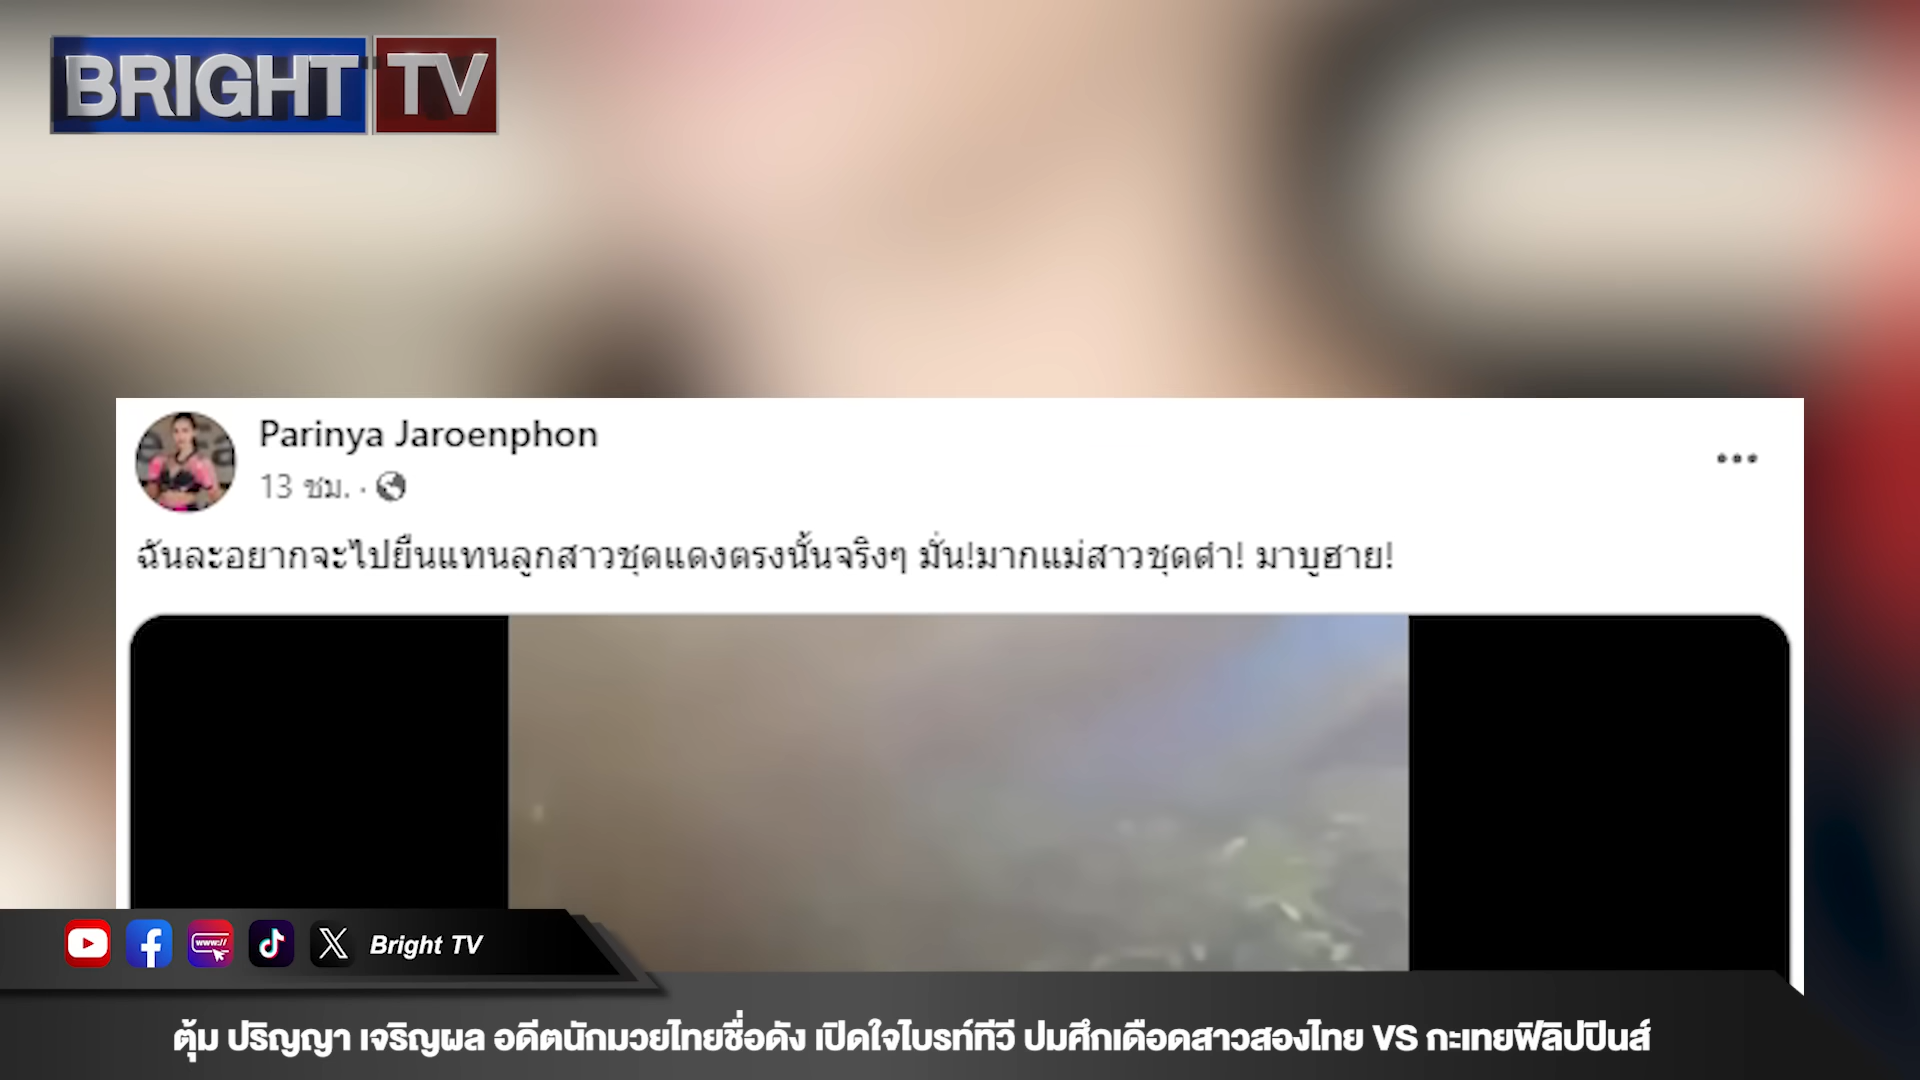 BRIGHT TV
Parinya Jaroenphon
13 ชม. ·
ฉันละอยากจะไปยืนแทนลูกสาวชุดแดงตรงนั้นจริงๆ มั่น!มากแม่สาวชุดดำ! มาบูฮาย!
www://
Bright TV
ตุ้ม ปริญญา เจริญผล อดีตนักมวยไทยชื่อดัง เปิดใจไบรท์ทีวี ปมศึกเดือดสาวสองไทย VS กะเทยฟิลิปปินส์